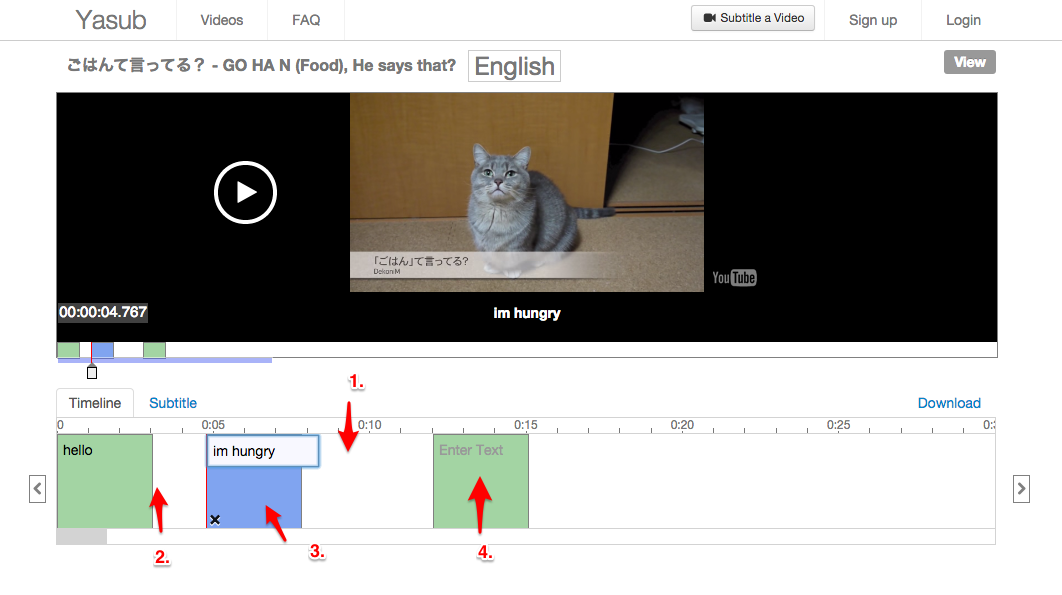 Yasub
Videos
FAQ
Subtitle a Video
Sign up
Login
ごはんて言ってる？ - GO HA N (Food), He says that?
English
View
「ごはん」て言ってる?
DekoniM
YouTube
00:00:04.767
im hungry
1.
Timeline
Subtitle
Download
0
0:05
0:10
0:15
0:20
0:25
hello
im hungry
Enter Text
2.
3.
4.